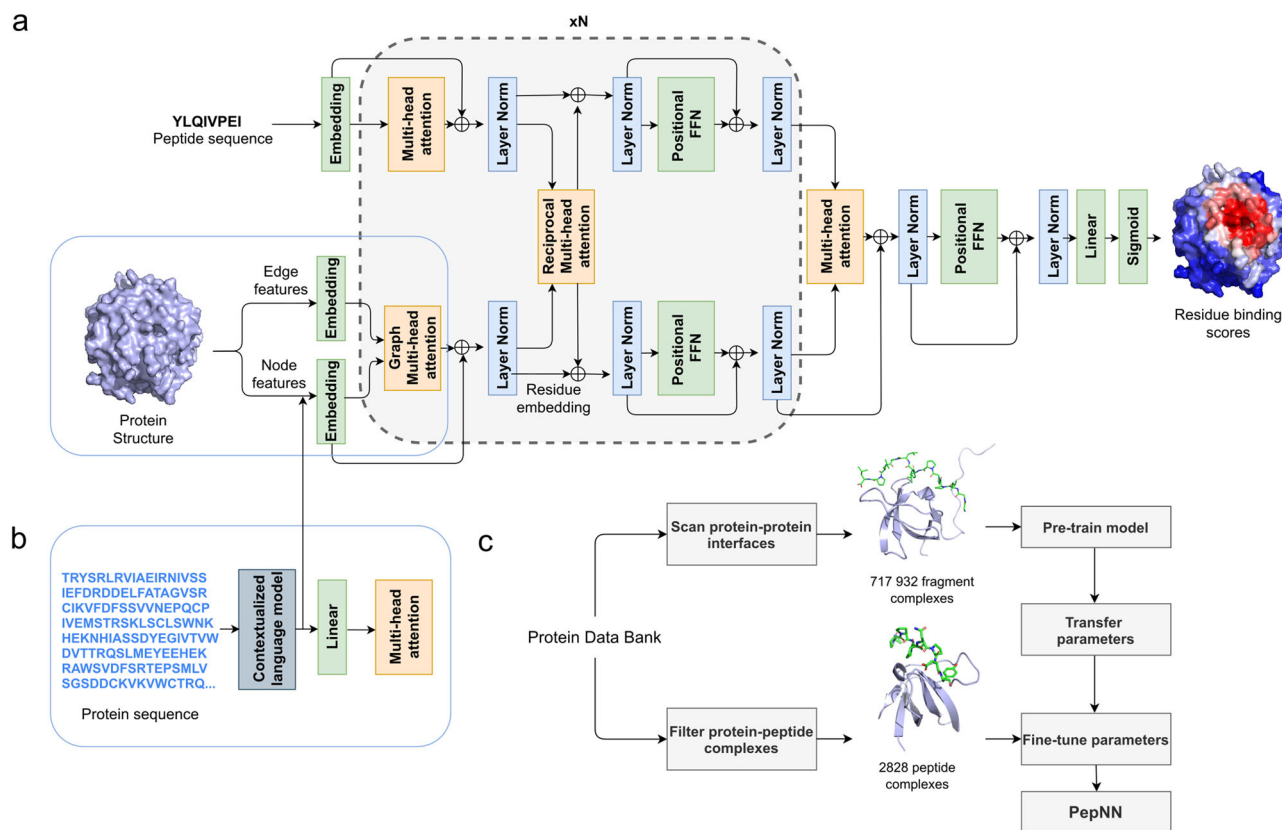 a
xN
YLQIVPEI
Peptide sequence
Embedding
Multi-head
attention
Layer Norm
Layer Norm
Positional
FFN
Layer Norm
Reciprocal
Multi-head
attention
Multi-head
attention
Layer Norm
Positional
FFN
Layer Norm
Linear
Sigmoid
Residue binding
scores
Protein
Structure
Edge
features
Node
features
Embedding
Embedding
Graph
Multi-head
attention
Layer Norm
Residue
embedding
Layer Norm
Positional
FFN
Layer Norm
b
TRYSRLRVIAEIRNIVSS
IEFDRDDELFATAGVSR
CIKVFDFSSVVNEPQCP
IVEMSTRSKLSCLSWNK
HEKNHIASSDYEGIVTVW
DVTTRQSLMEYEEHEK
RAWSVDFSRTEPSMLV
SGSDDCKVKVWCTRQ...
Protein sequence
Contextualized
language model
Linear
Multi-head
attention
c
Protein Data Bank
Scan protein-protein
interfaces
717 932 fragment
complexes
Pre-train model
Transfer
parameters
Filter protein-peptide
complexes
2828 peptide
complexes
Fine-tune parameters
PepNN